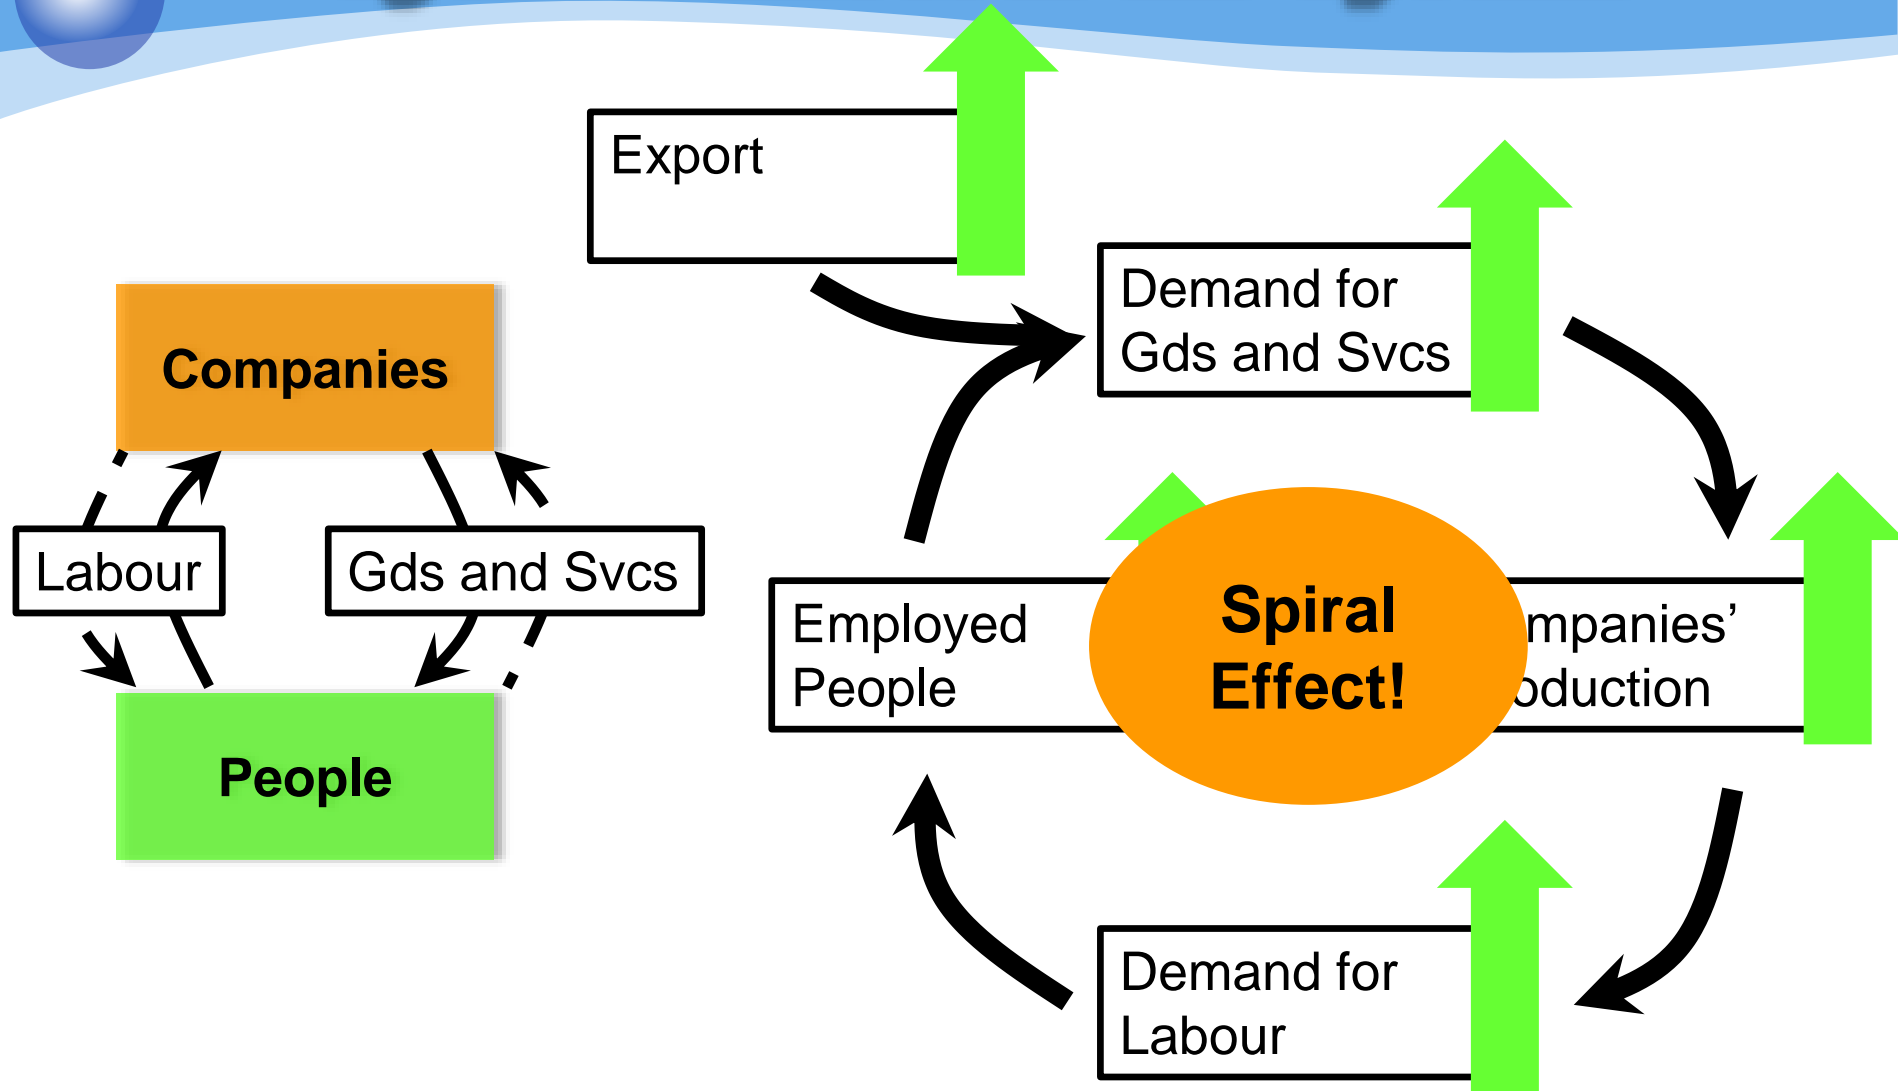 Export
Demand for
Gds and Svcs
Companies
Labour
Gds and Svcs
People
Employed
People
Spiral
Effect!
mpanies’
oduction
Demand for
Labour